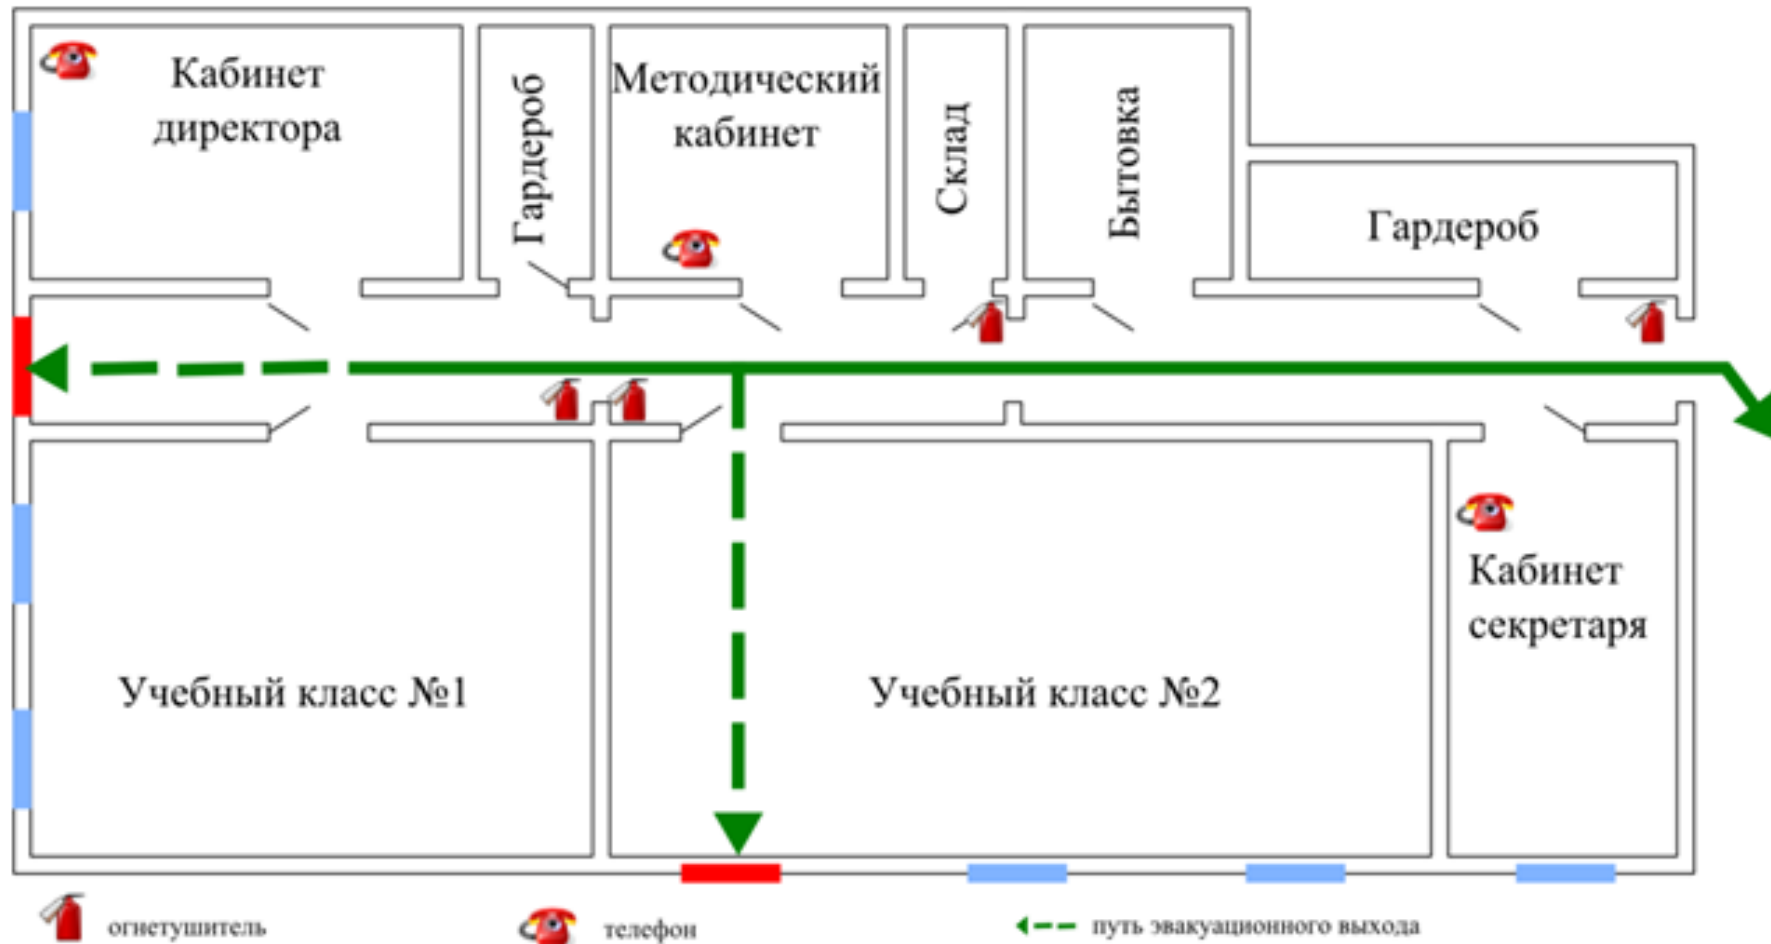 Кабинет
директора
Гардероб
Методический
кабинет
Склад
Бытовка
Гардероб
Кабинет
секретаря
Учебный класс №1
Учебный класс №2
огнетушитель
телефон
путь эвакуационного выхода